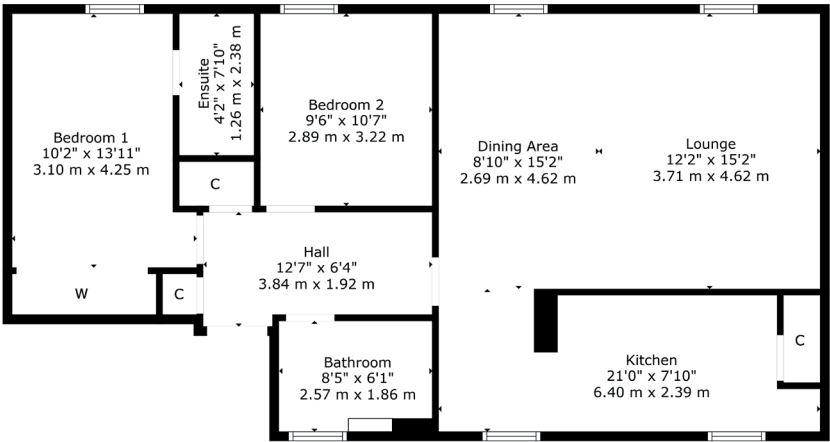 Bedroom 1
10'2" x 13'11"
3.10 m x 4.25 m
Ensuite
4'2" x 7'10"
1.26 m x 2.38 m
Bedroom 2
9'6" x 10'7"
2.89 m x 3.22 m
Dining Area
8'10" x 15'2"
2.69 m x 4.62 m
Lounge
12'2" x 15'2"
3.71 m x 4.62 m
C
Hall
12'7" x 6'4"
3.84 m x 1.92 m
W
C
Bathroom
8'5" x 6'1"
2.57 m x 1.86 m
Kitchen
21'0" x 7'10"
6.40 m x 2.39 m
C